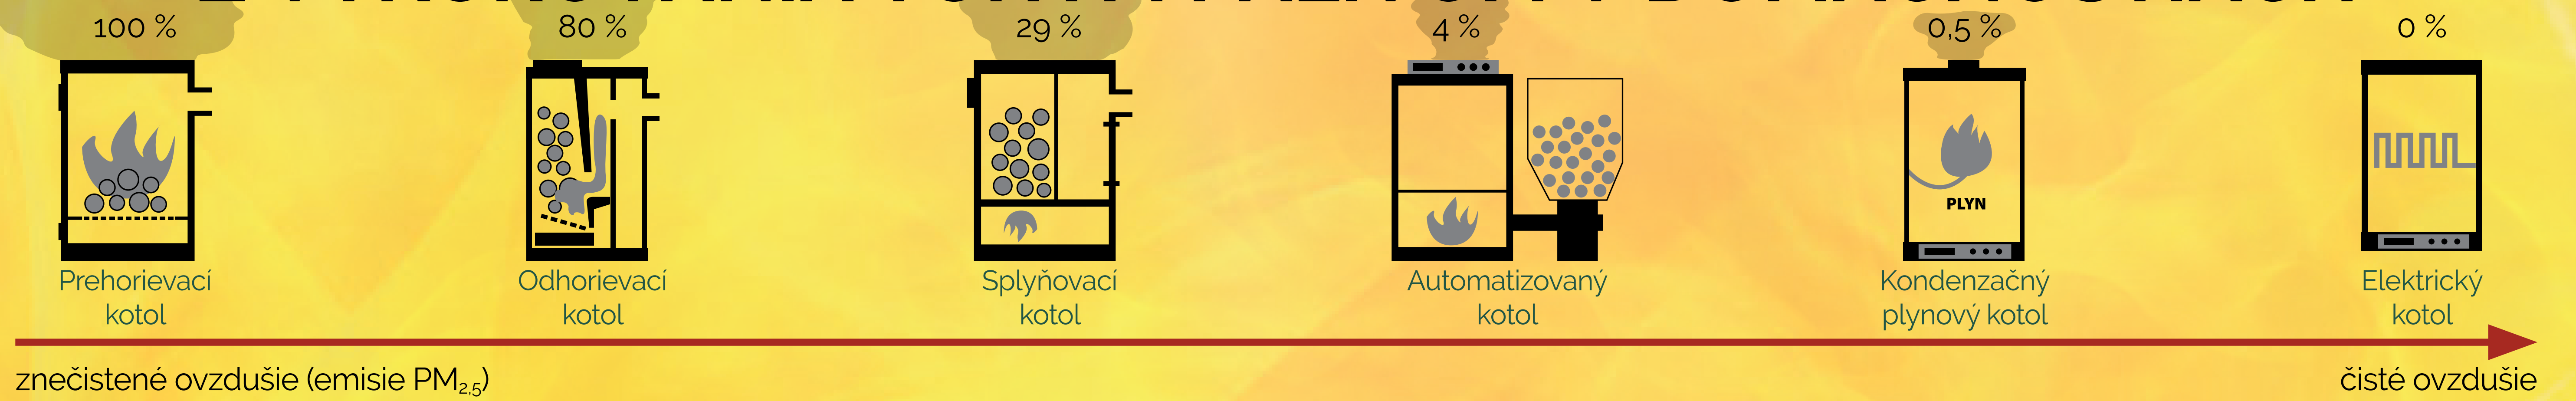 100 %
80 %
29 %
4 %
0,5 %
0 %
PLYN
Prehorievací
kotol
Odhorievací
kotol
Splyňovací
kotol
Automatizovaný
kotol
Kondenzačný
plynový kotol
Elektrický
kotol
znečistené ovzdušie (emisie PM2,5)
čisté ovzdušie